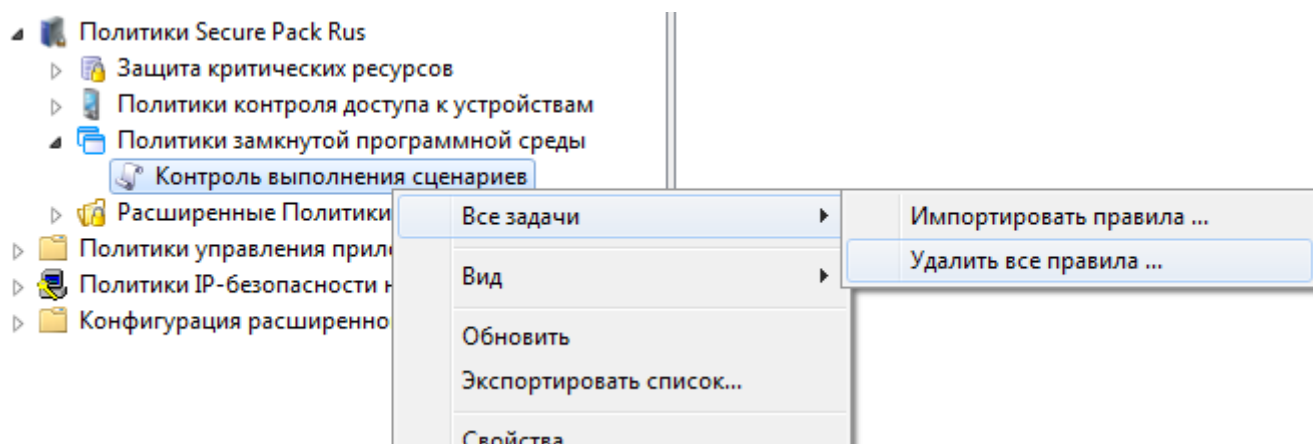 Политики Secure Pack Rus
Защита критических ресурсов
Политики контроля доступа к устройствам
Политики замкнутой программной среды
Контроль выполнения сценариев
Расширенные Политики
Политики управления
Политики IP-безопасности
Конфигурация
Все задачи
Вид
Обновить
Экспортировать список...
Свойства
Импортировать правила ...
Удалить все правила ...